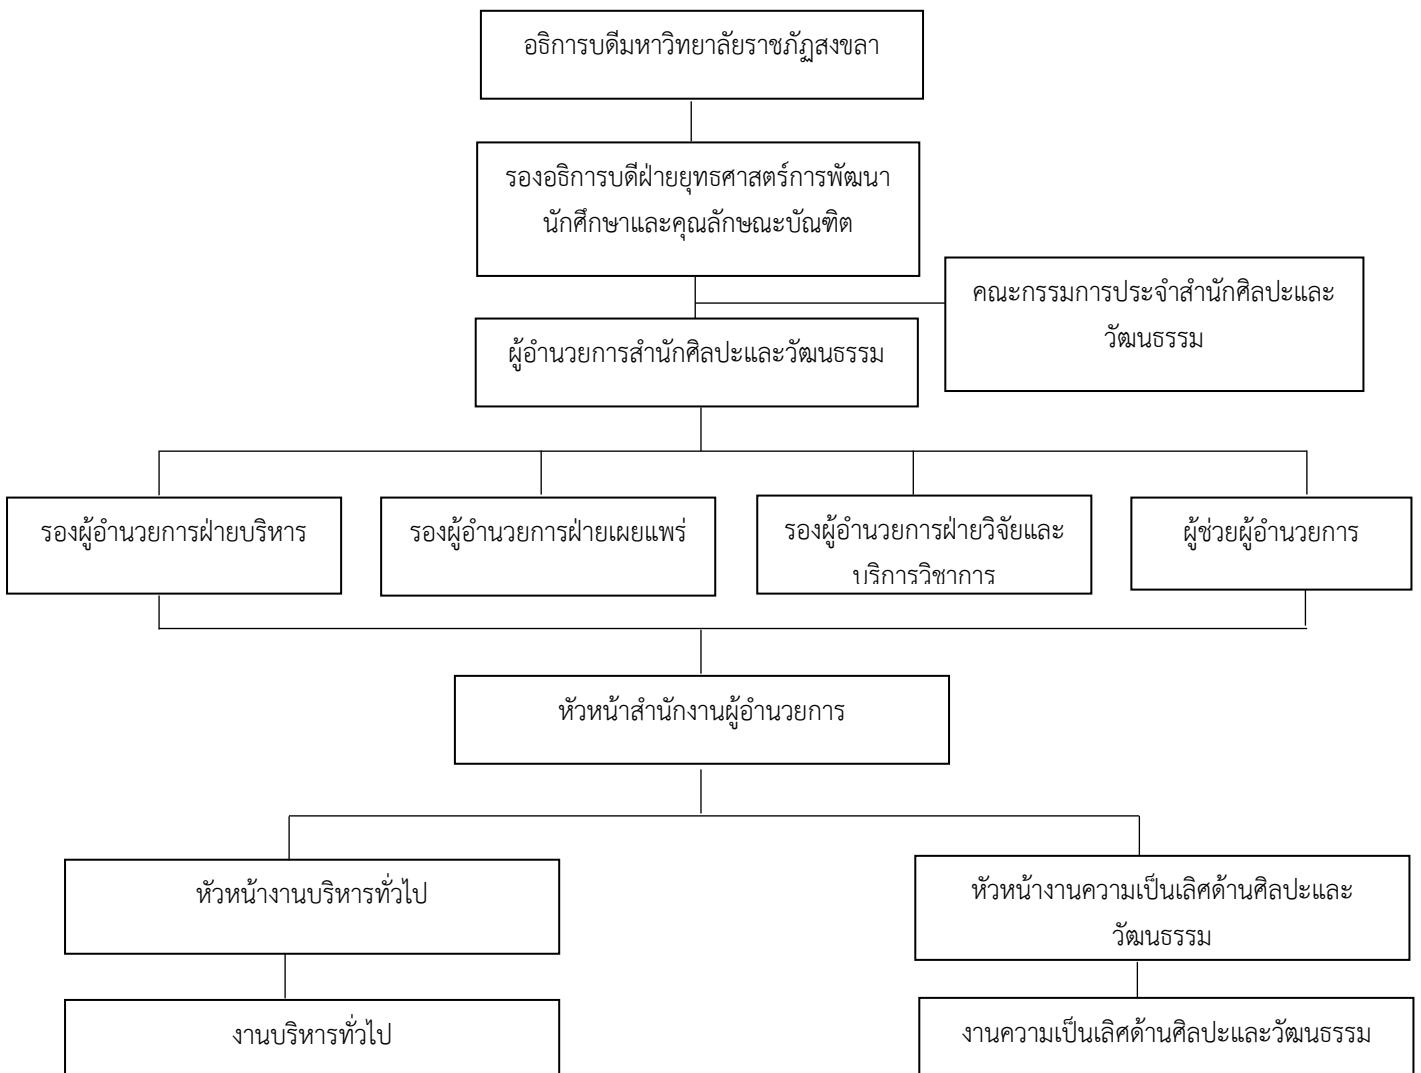 อธิการบดีมหาวิทยาลัยราชภัฏสงขลา
รองอธิการบดีฝ่ายยุทธศาสตร์การพัฒนา
นักศึกษาและคุณลักษณะบัณฑิต
คณะกรรมการประจำสำนักศิลปะและ
วัฒนธรรม
ผู้อำนวยการสำนักศิลปะและวัฒนธรรม
รองผู้อำนวยการฝ่ายบริหาร
รองผู้อำนวยการฝ่ายเผยแพร่
รองผู้อำนวยการฝ่ายวิจัยและ
บริการวิชาการ
ผู้ช่วยผู้อำนวยการ
หัวหน้าสำนักงานผู้อำนวยการ
หัวหน้างานบริหารทั่วไป
หัวหน้างานความเป็นเลิศด้านศิลปะและ
วัฒนธรรม
งานบริหารทั่วไป
งานความเป็นเลิศด้านศิลปะและวัฒนธรรม